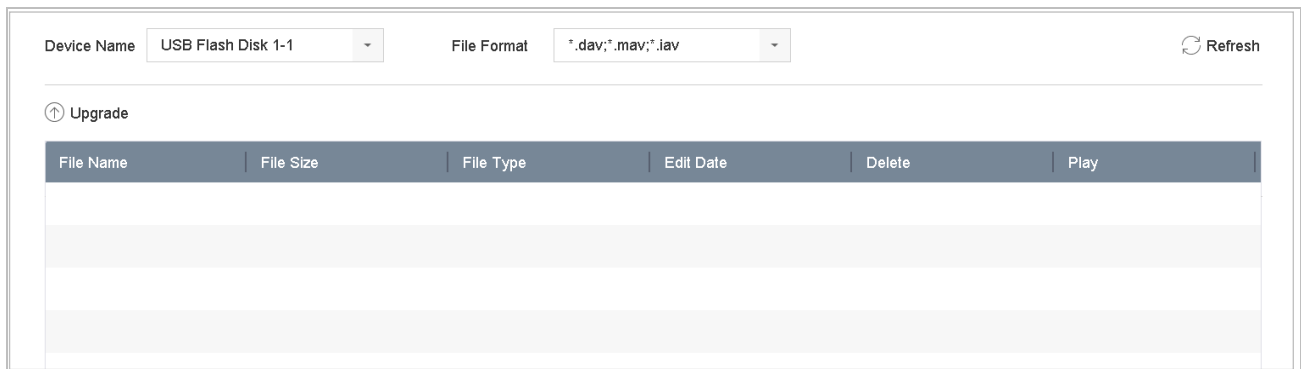 Device Name USB Flash Disk 1-1 File Format *.dav;*.mav;*.iav Refresh
Upgrade
File Name File Size File Type Edit Date Delete Play